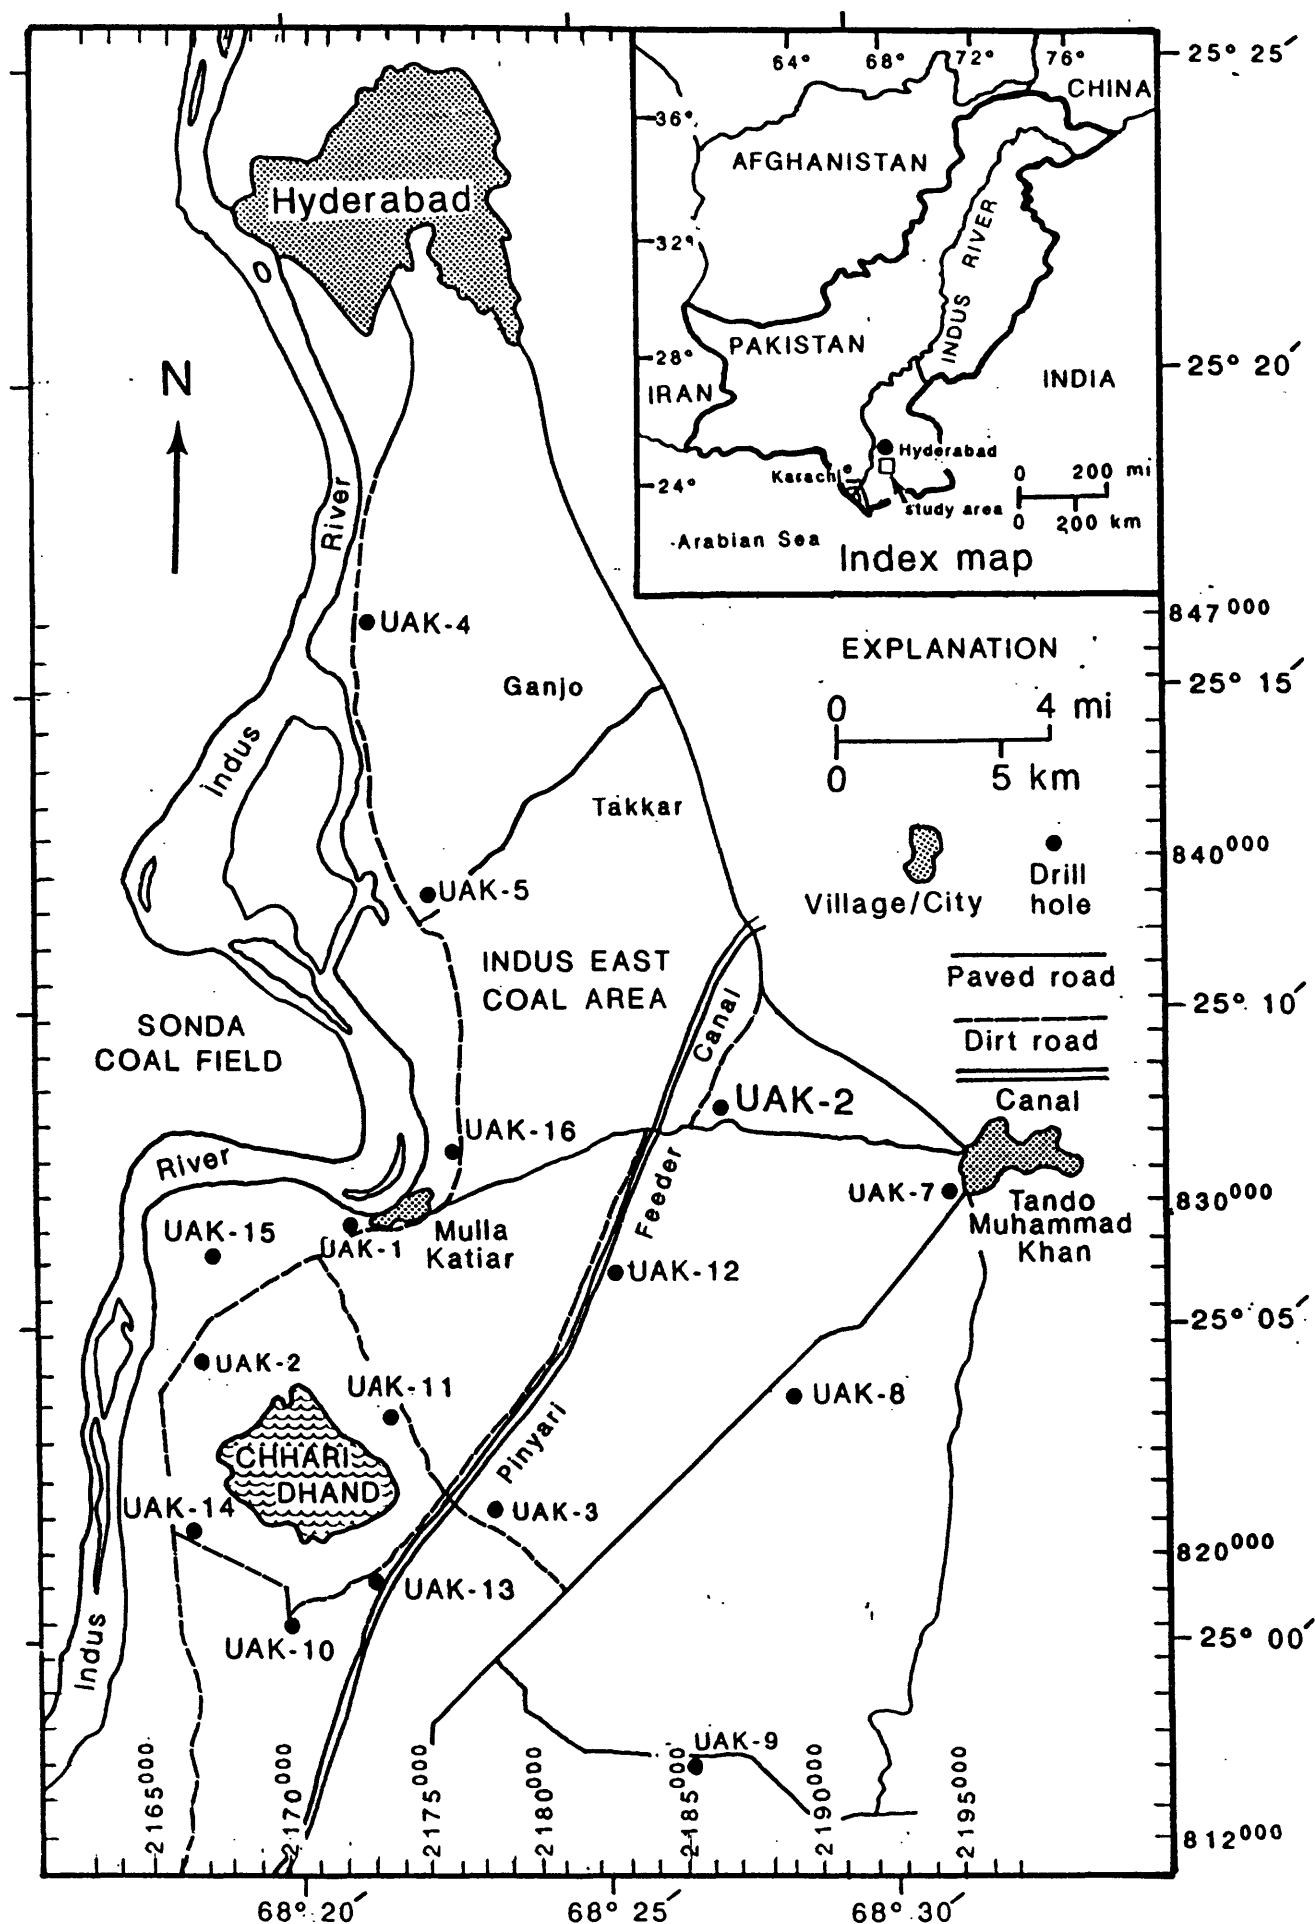 25° 25′
64°
68°
72°
76°
CHINA
36°
AFGHANISTAN
Hyderabad
32°
INDUS RIVER
PAKISTAN
28°
25° 20′
IRAN
INDIA
N
Hyderabad
Karachi
24°
study area
0 200 mi
0 200 km
Arabian Sea
Index map
River
847000
UAK-4
EXPLANATION
25° 15′
Ganjo
0 4 mi
0 5 km
Indus
Takkar
840000
UAK-5
Village/City
Drill
hole
INDUS EAST
COAL AREA
Paved road
25° 10′
SONDA
COAL FIELD
Canal
Dirt road
UAK-2
Canal
UAK-16
River
Feeder
UAK-7
830000
Tando
Muhammad
Khan
UAK-15
UAK-1
Mulla
Katiar
UAK-12
25° 05′
UAK-2
UAK-11
UAK-8
CHHARI
DHAND
Pinyari
UAK-14
UAK-3
820000
UAK-13
UAK-10
25° 00′
Indus
UAK-9
2165000
2170000
2175000
2180000
2185000
2190000
2195000
812000
68° 20′
68° 25′
68° 30′